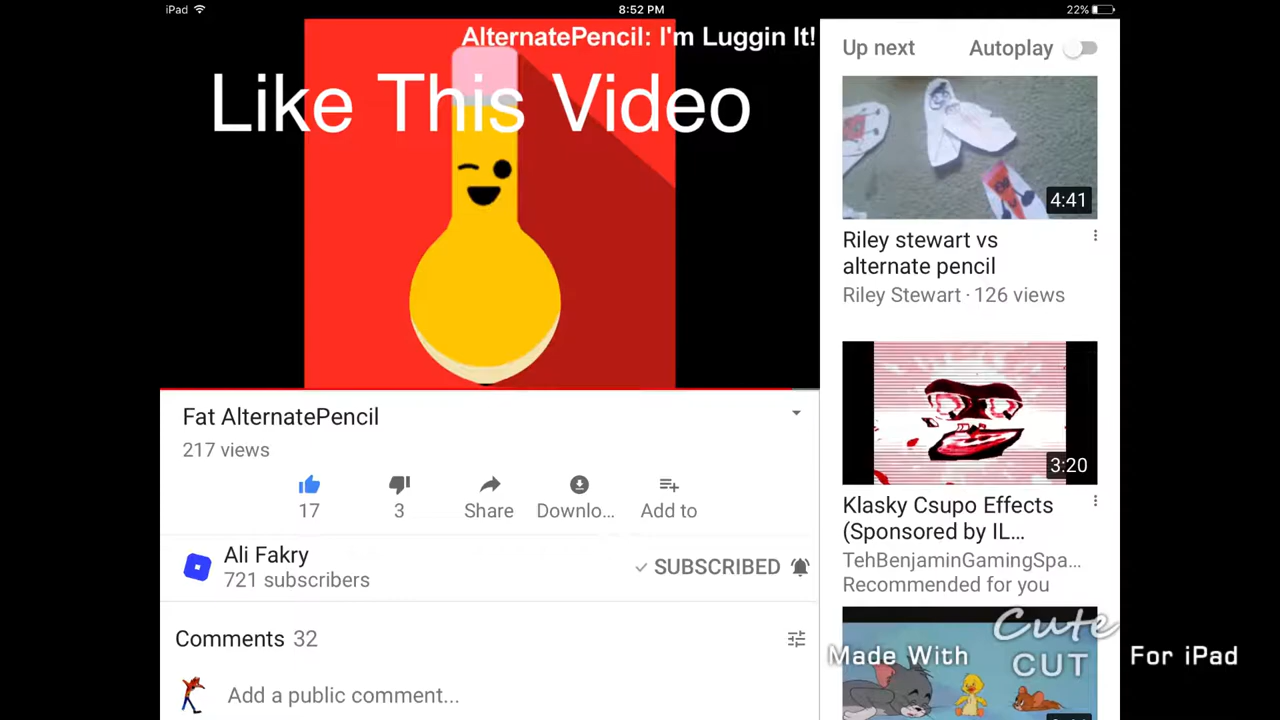 iPad
8:52 PM
22%
AlternatePencil: I'm Luggin It!
Like This Video
Up next
Autoplay
4:41
Riley stewart vs
alternate pencil
Riley Stewart · 126 views
3:20
Klasky Csupo Effects
(Sponsored by IL...
TehBenjaminGamingSpa...
Recommended for you
Fat AlternatePencil
217 views
17
3
Share
Downlo...
Add to
Ali Fakry
721 subscribers
SUBSCRIBED
Comments 32
Add a public comment...
Made With
Cute
CUT
For iPad